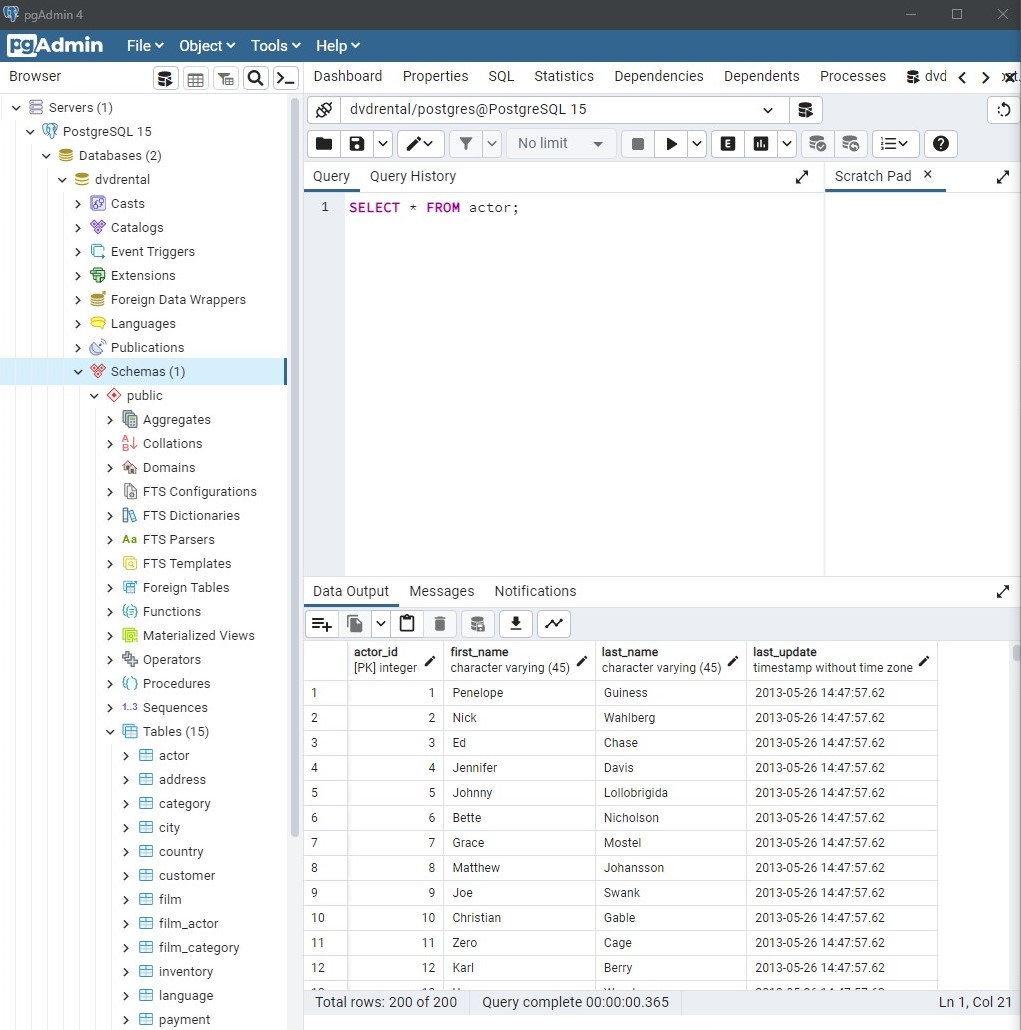 pgAdmin 4
pgAdmin File Object Tools Help
Browser
Servers (1)
PostgreSQL 15
Databases (2)
dvdrental
Casts
Catalogs
Event Triggers
Extensions
Foreign Data Wrappers
Languages
Publications
Schemas (1)
public
Aggregates
Collations
Domains
FTS Configurations
FTS Dictionaries
Aa FTS Parsers
FTS Templates
Foreign Tables
Functions
Materialized Views
Operators
Procedures
1..3 Sequences
Tables (15)
actor
address
category
city
country
customer
film
film_actor
film_category
inventory
language
payment
Dashboard Properties SQL Statistics Dependencies Dependents Processes dvd
dvdrental/postgres@PostgreSQL 15
No limit E
Query Query History Scratch Pad
1 SELECT * FROM actor;
Data Output Messages Notifications
actor_id first_name last_name last_update
[PK] integer character varying (45) character varying (45) timestamp without time zone
1 1 Penelope Guiness 2013-05-26 14:47:57.62
2 2 Nick Wahlberg 2013-05-26 14:47:57.62
3 3 Ed Chase 2013-05-26 14:47:57.62
4 4 Jennifer Davis 2013-05-26 14:47:57.62
5 5 Johnny Lollobrigida 2013-05-26 14:47:57.62
6 6 Bette Nicholson 2013-05-26 14:47:57.62
7 7 Grace Mostel 2013-05-26 14:47:57.62
8 8 Matthew Johansson 2013-05-26 14:47:57.62
9 9 Joe Swank 2013-05-26 14:47:57.62
10 10 Christian Gable 2013-05-26 14:47:57.62
11 11 Zero Cage 2013-05-26 14:47:57.62
12 12 Karl Berry 2013-05-26 14:47:57.62
Total rows: 200 of 200 Query complete 00:00:00.365 Ln 1, Col 21